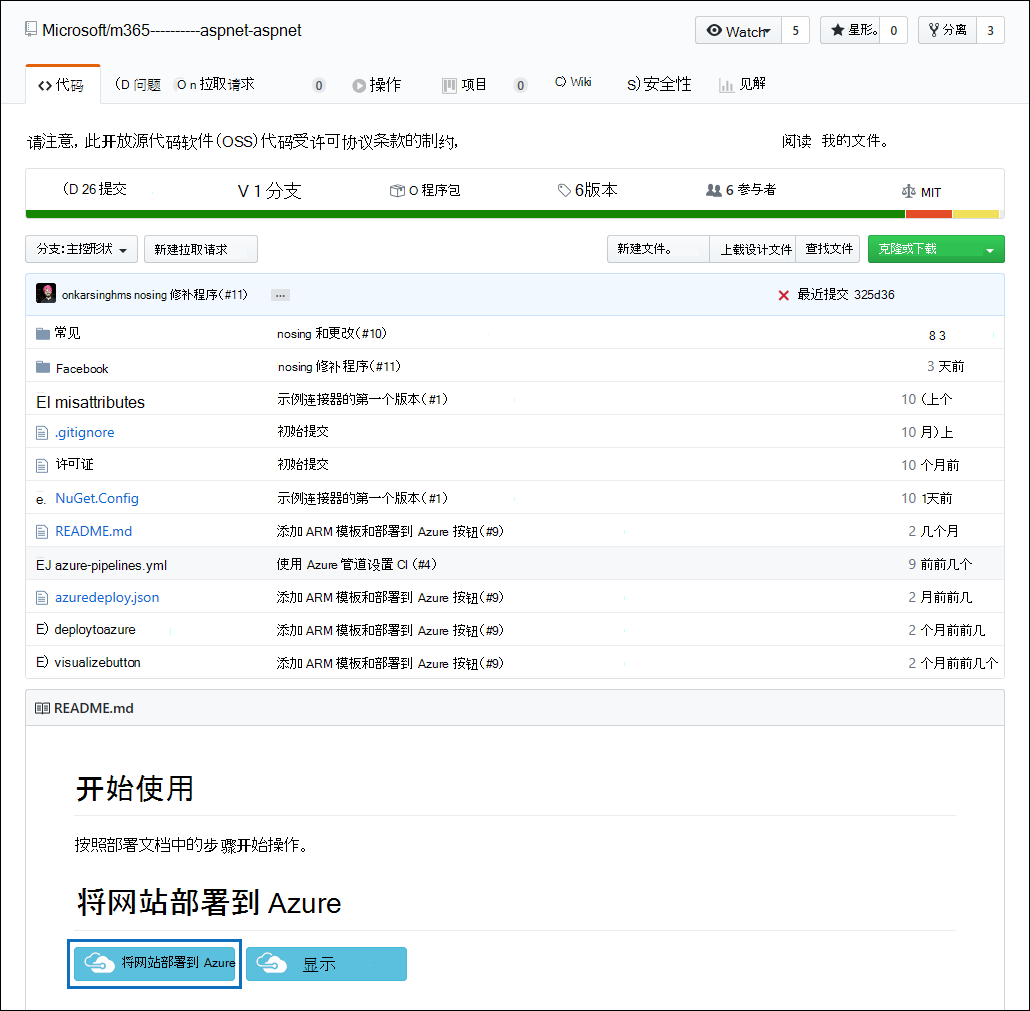 Microsoft/m365----------aspnet-aspnet Watch 5 星形。 0 分离 3
代码 (D 问题 O n 拉取请求 0 操作 项目 0 Wiki S)安全性 见解
请注意, 此开放源代码软件(OSS)代码受许可协议条款的制约, 阅读 我的文件。
(D 26 提交 V 1 分支 O 程序包 6版本 6 参与者 MIT
分支:主控形状 新建拉取请求 新建文件。 上载设计文件 查找文件 克隆或下载
onkarsinghms nosing 修补程序(#11) ... 最近提交 325d36
常见 nosing 和更改(#10) 8 3
Facebook nosing 修补程序(#11) 3 天前
EI misattributes 示例连接器的第一个版本(#1) 10 (上个
.gitignore 初始提交 10 月)上
许可证 初始提交 10 个月前
e. NuGet.Config 示例连接器的第一个版本(#1) 10 1天前
README.md 添加 ARM 模板和部署到 Azure 按钮(#9) 2 几个月
EJ azure-pipelines.yml 使用 Azure 管道设置 CI (#4) 9 前前几个
azuredeploy.json 添加 ARM 模板和部署到 Azure 按钮(#9) 2 月前前几
E) deploytoazure 添加 ARM 模板和部署到 Azure 按钮(#9) 2 个月前前几
E) visualizebutton 添加 ARM 模板和部署到 Azure 按钮(#9) 2 个月前前几个
README.md
开始使用
按照部署文档中的步骤开始操作。
将网站部署到 Azure
将网站部署到 Azure 显示